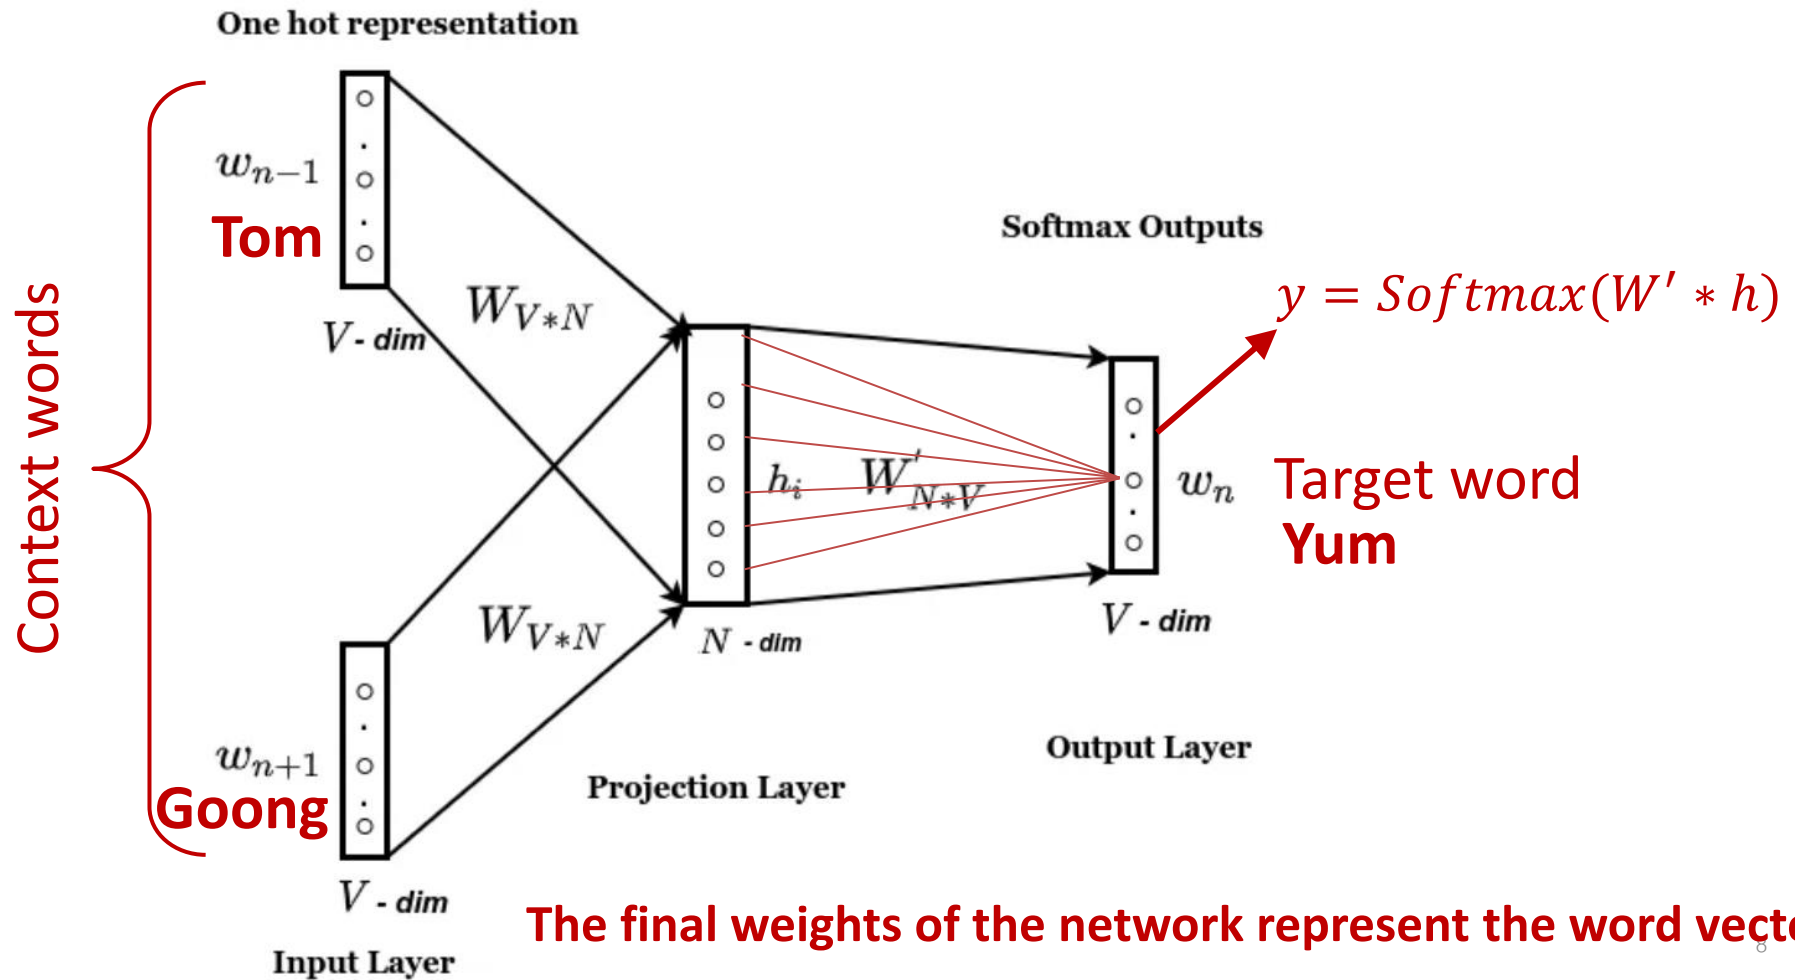 One hot representation
Context words
w_{n-1}
Tom
V - dim
W_{V*N}
Softmax Outputs
y = Softmax(W' * h)
h_i
W'_{N*V}
w_n
Target word
Yum
W_{V*N}
N - dim
V - dim
w_{n+1}
Goong
Projection Layer
Output Layer
V - dim
The final weights of the network represent the word
8
Input Layer